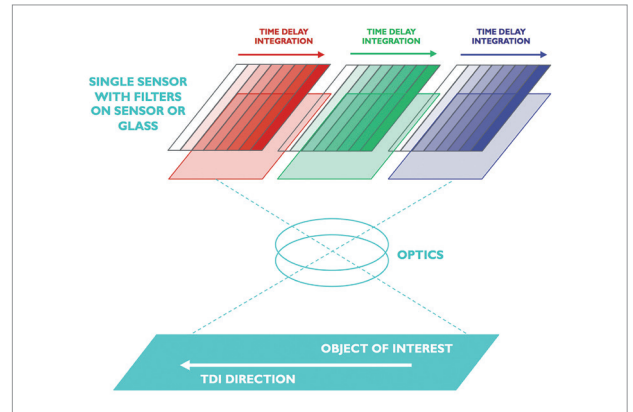 TIME DELAY
INTEGRATION
TIME DELAY
INTEGRATION
TIME DELAY
INTEGRATION
SINGLE SENSOR
WITH FILTERS
ON SENSOR OR
GLASS
OPTICS
OBJECT OF INTEREST
TDI DIRECTION